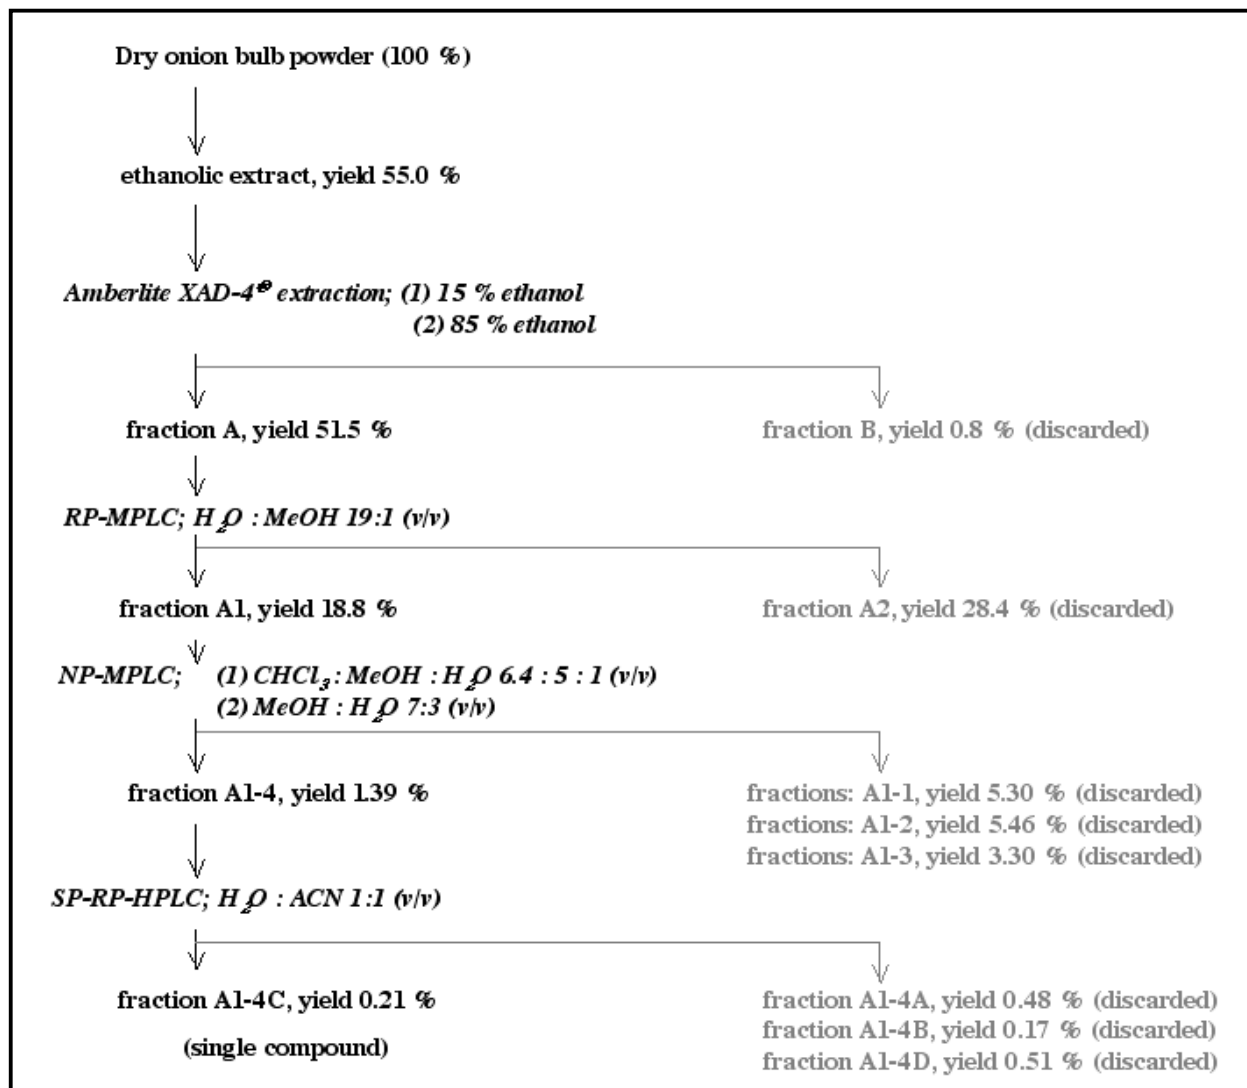 Dry onion bulb powder (100 %)
ethanolic extract, yield 55.0 %
Amberlite XAD-4® extraction; (1) 15 % ethanol
(2) 85 % ethanol
fraction A, yield 51.5 %
fraction B, yield 0.8 % (discarded)
RP-MPLC; H₂O : MeOH 19:1 (v/v)
fraction A1, yield 18.8 %
fraction A2, yield 28.4 % (discarded)
NP-MPLC; (1) CHCl₃ : MeOH : H₂O 6.4 : 5 : 1 (v/v)
(2) MeOH : H₂O 7:3 (v/v)
fraction A1-4, yield 1.39 %
fractions: A1-1, yield 5.30 % (discarded)
fractions: A1-2, yield 5.46 % (discarded)
fractions: A1-3, yield 3.30 % (discarded)
SP-RP-HPLC; H₂O : ACN 1:1 (v/v)
fraction A1-4C, yield 0.21 %
(single compound)
fraction A1-4A, yield 0.48 % (discarded)
fraction A1-4B, yield 0.17 % (discarded)
fraction A1-4D, yield 0.51 % (discarded)